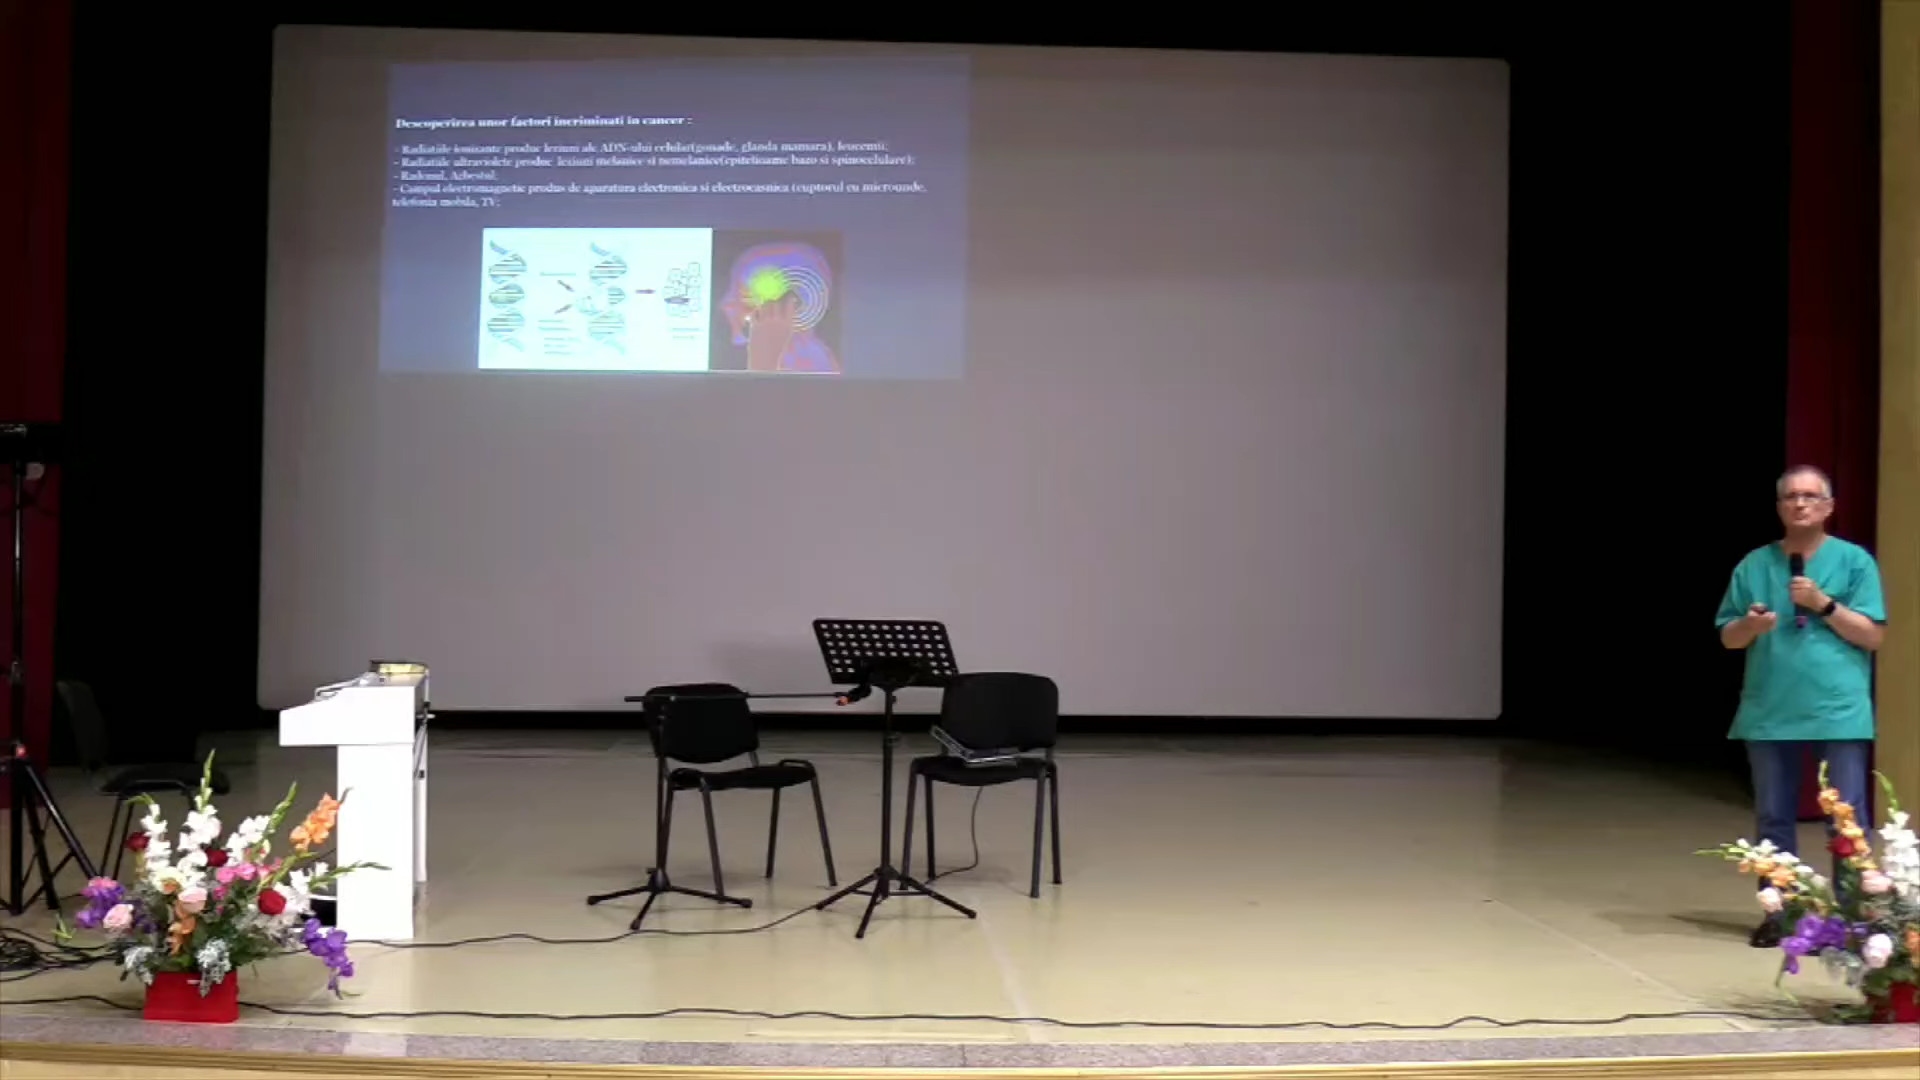 Descoperirea unor factori incriminati in cancer :
- Radiatiile ionizante produc leziuni ale ADN-ului celular(gonade, glanda mamara), leucemii;
- Radiatiile ultraviolete produc leziuni melanice si nemelanice(epitelioame bazo si spinocelulare);
- Radonul, Azbestul;
- Campul electromagnetic produs de aparatura electronica si electrocasnica (cuptorul cu microunde,
telefonia mobila, TV;